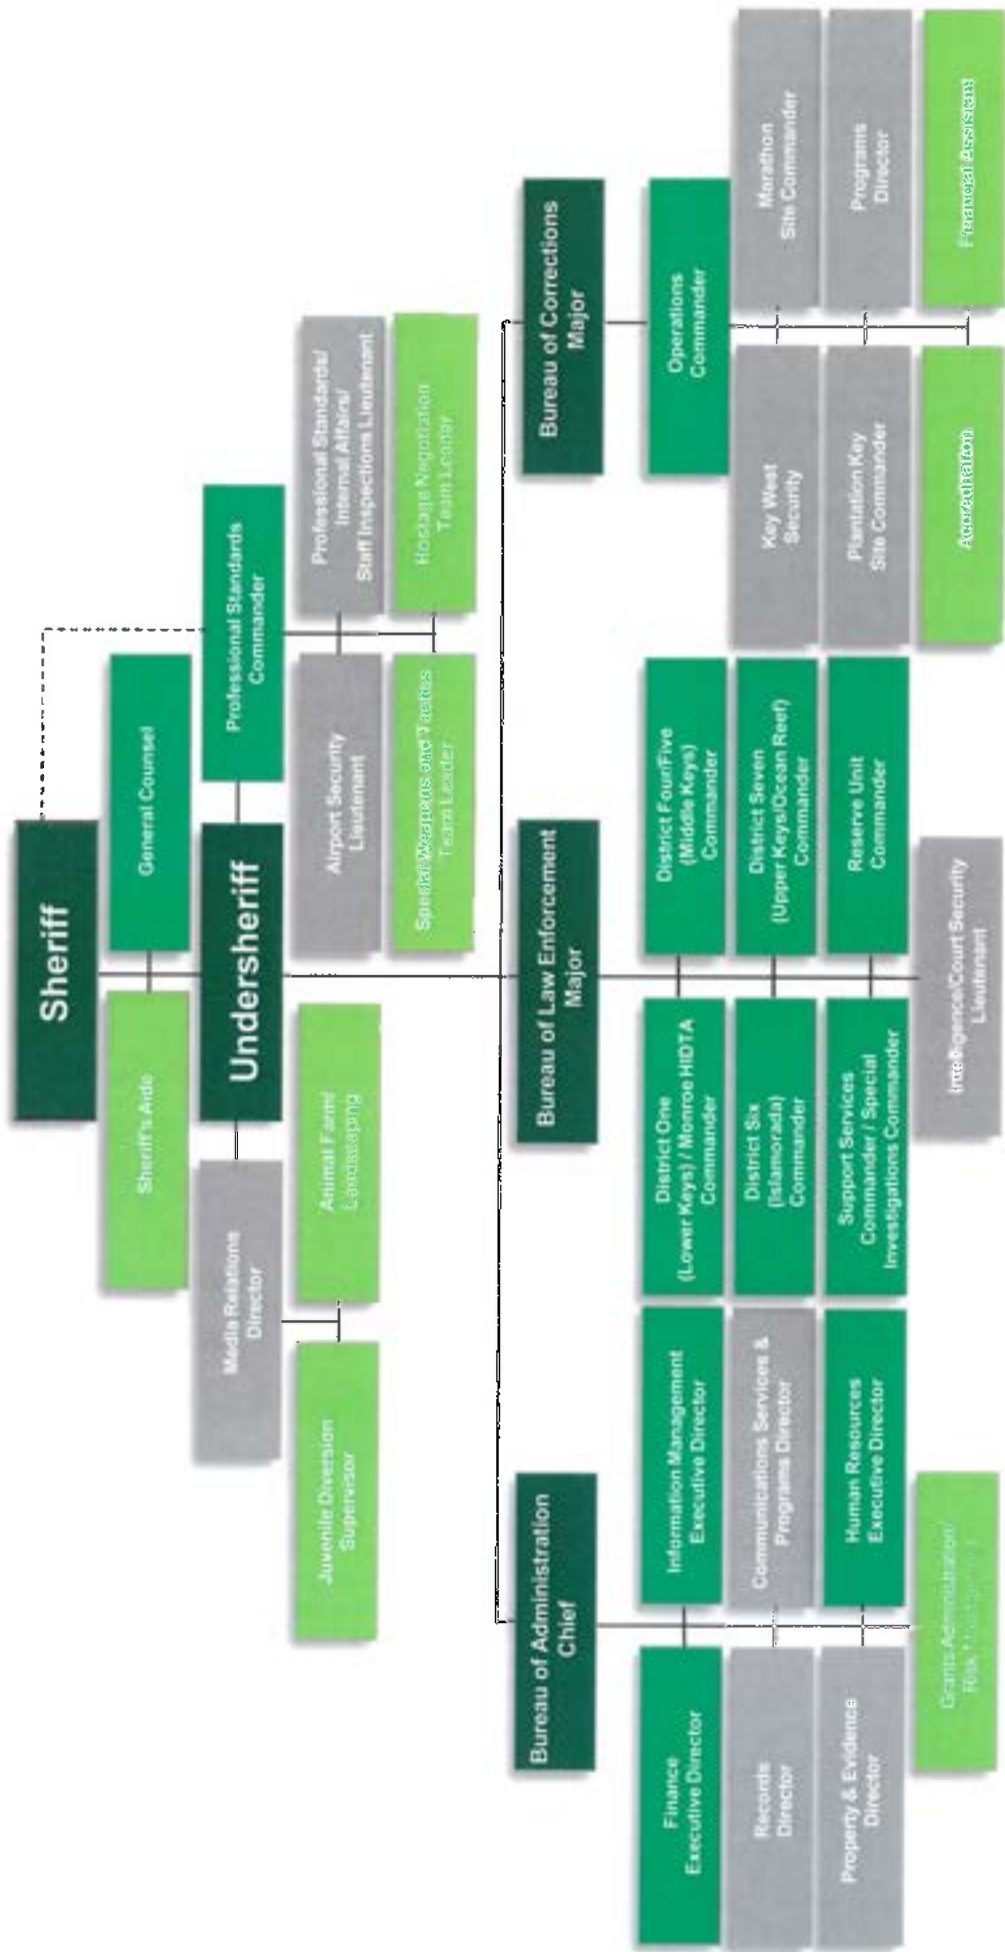 Sheriff
Sheriff's Aide
General Counsel
Undersheriff
Media Relations
Director
Professional Standards
Commander
Juvenile Diversion
Supervisor
Animal Farm/
Landscaping
Airport Security
Lieutenant
Professional Standards/
Internal Affairs/
Staff Inspections Lieutenant
Special Weapons and Tactics
Team Leader
Hostage Negotiation
Team Leader
Bureau of Administration
Chief
Bureau of Law Enforcement
Major
Bureau of Corrections
Major
Finance
Executive Director
Information Management
Executive Director
Records
Director
Communications Services &
Programs Director
Property & Evidence
Director
Human Resources
Executive Director
Grants Administration/
Risk Management
District One
(Lower Keys) / Monroe HIDTA
Commander
District Four/Five
(Middle Keys)
Commander
District Six
(Islamorada)
Commander
District Seven
(Upper Keys/Ocean Reef)
Commander
Support Services
Commander / Special
Investigations Commander
Reserve Unit
Commander
Intelligence/Court Security
Lieutenant
Operations
Commander
Key West
Security
Marathon
Site Commander
Plantation Key
Site Commander
Programs
Director
Accreditation
Financial Assistant